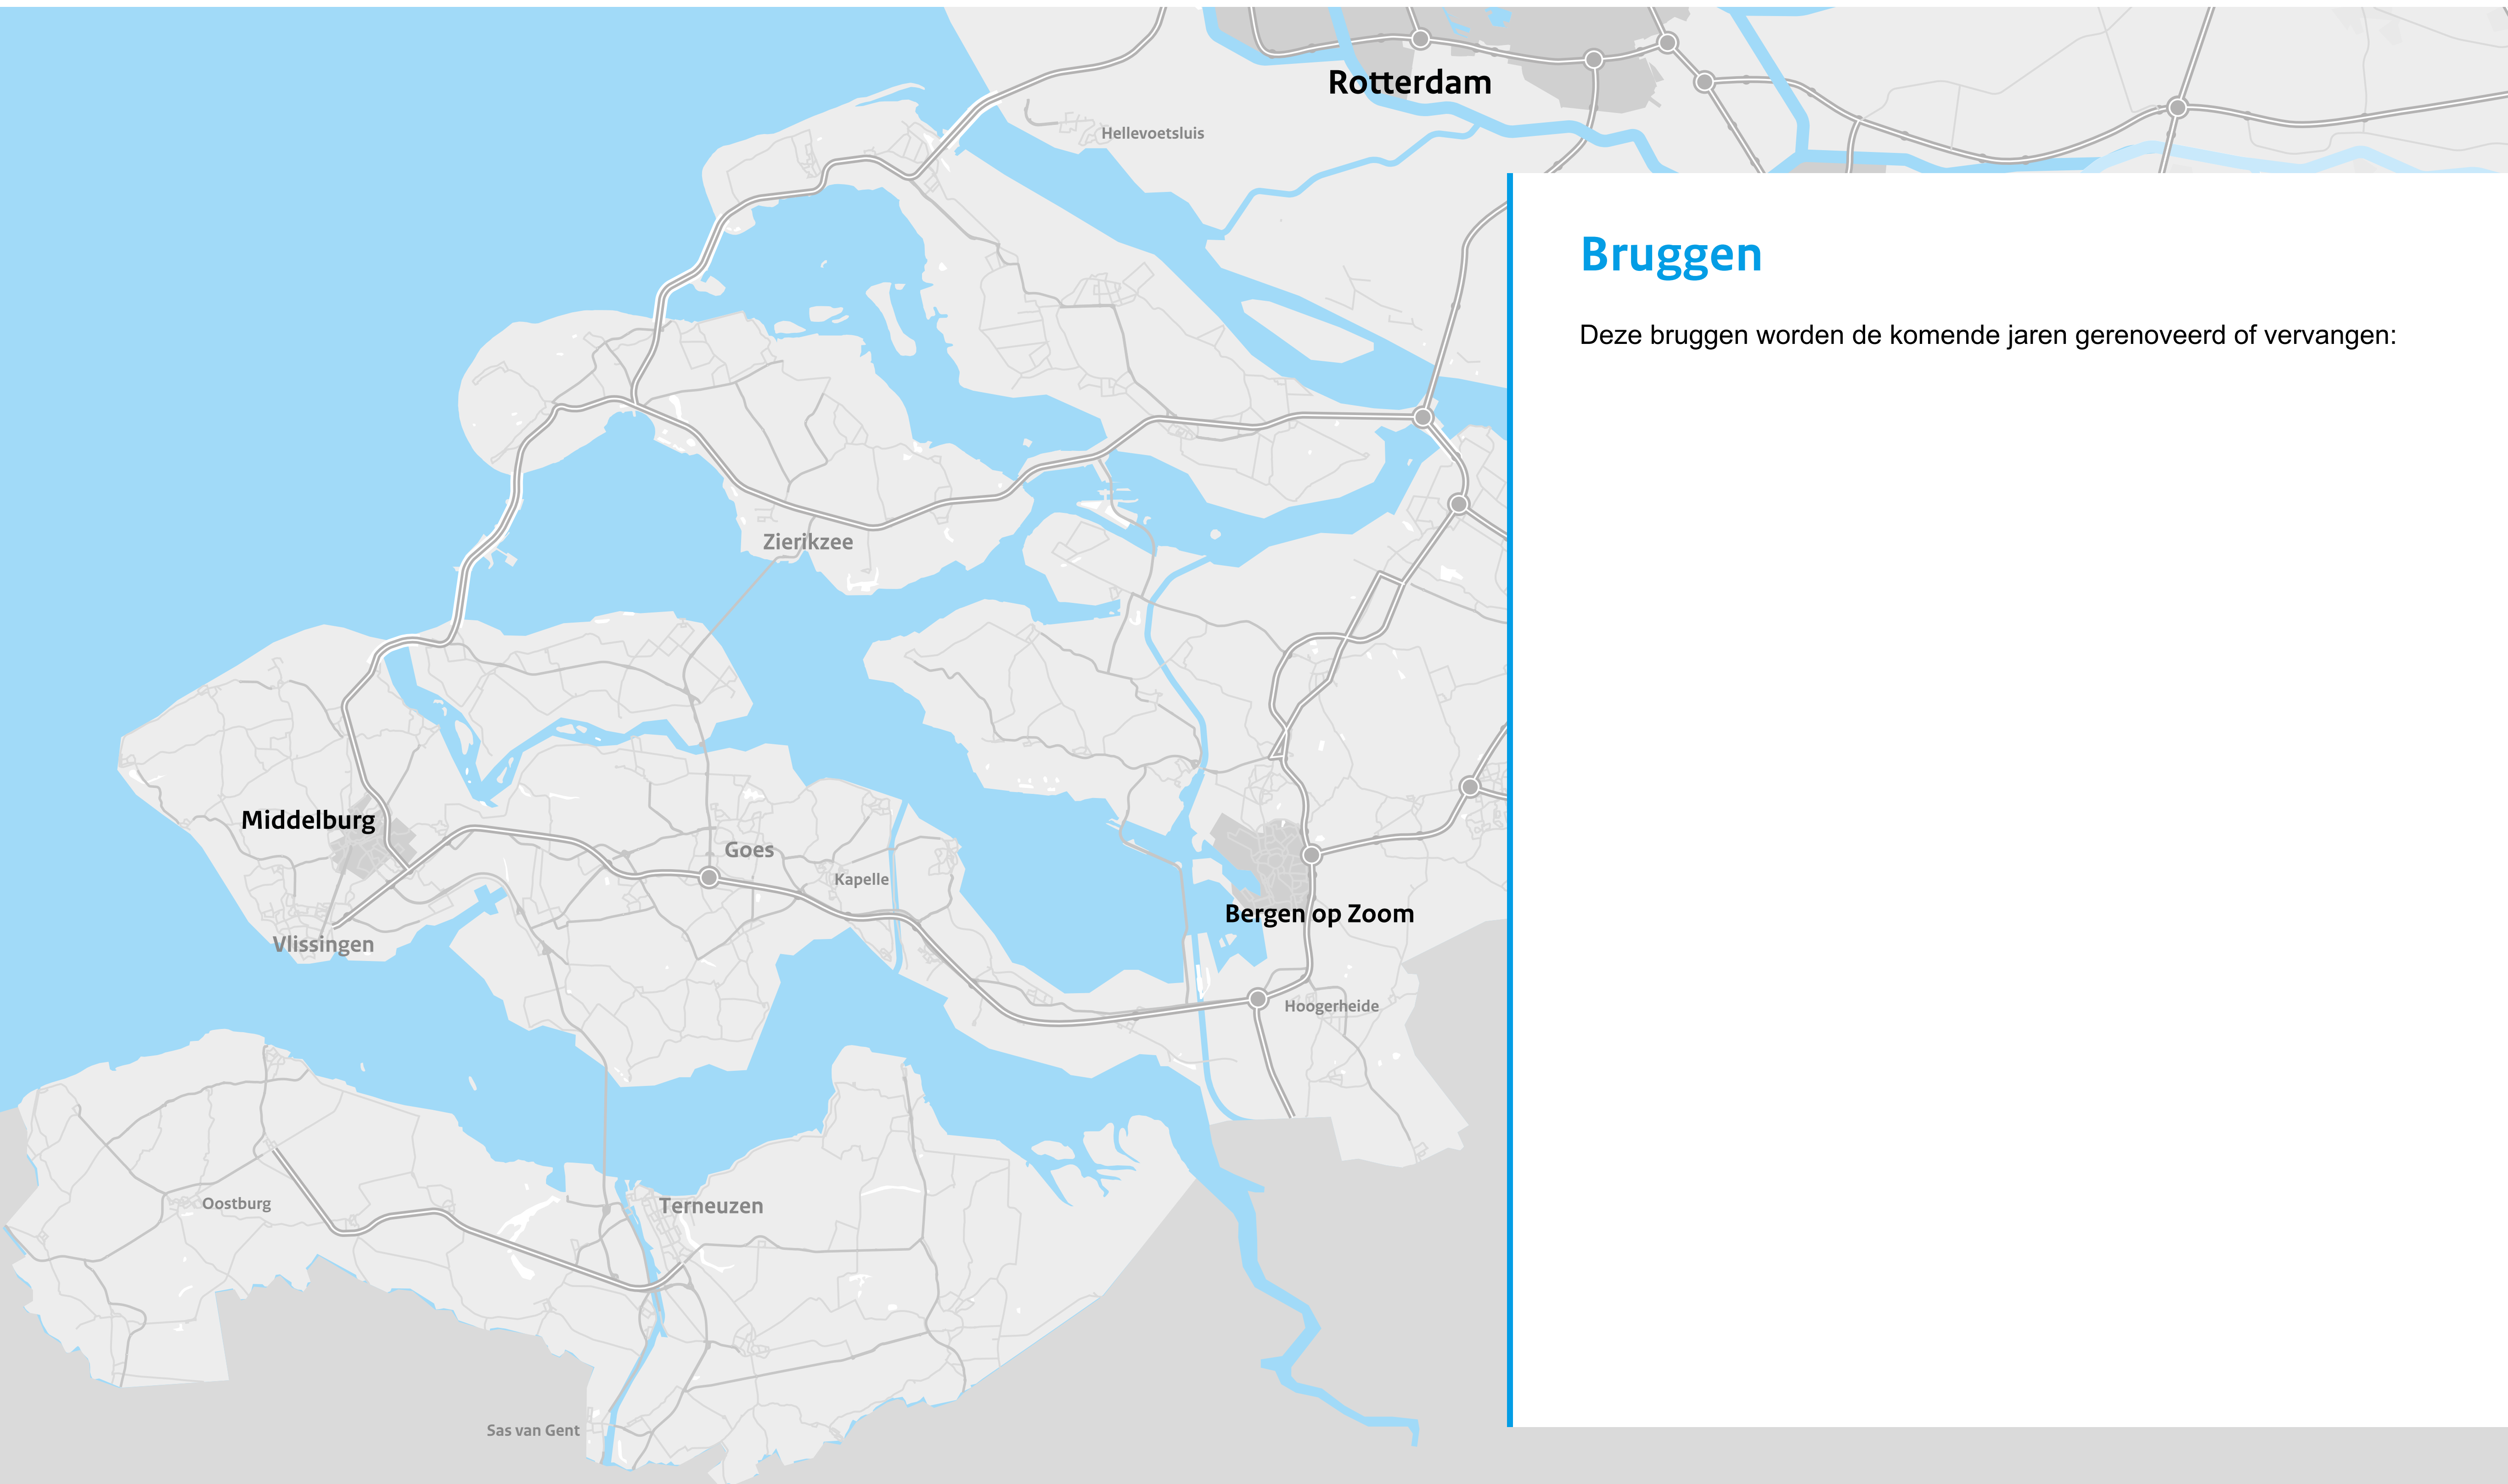 Rotterdam
Hellevoetsluis
Bruggen
Deze bruggen worden de komende jaren gerenoveerd of vervangen:
Zierikzee
Middelburg
Goes
Kapelle
Bergen op Zoom
Vlissingen
Hoogerheide
Oostburg
Terneuzen
Sas van Gent